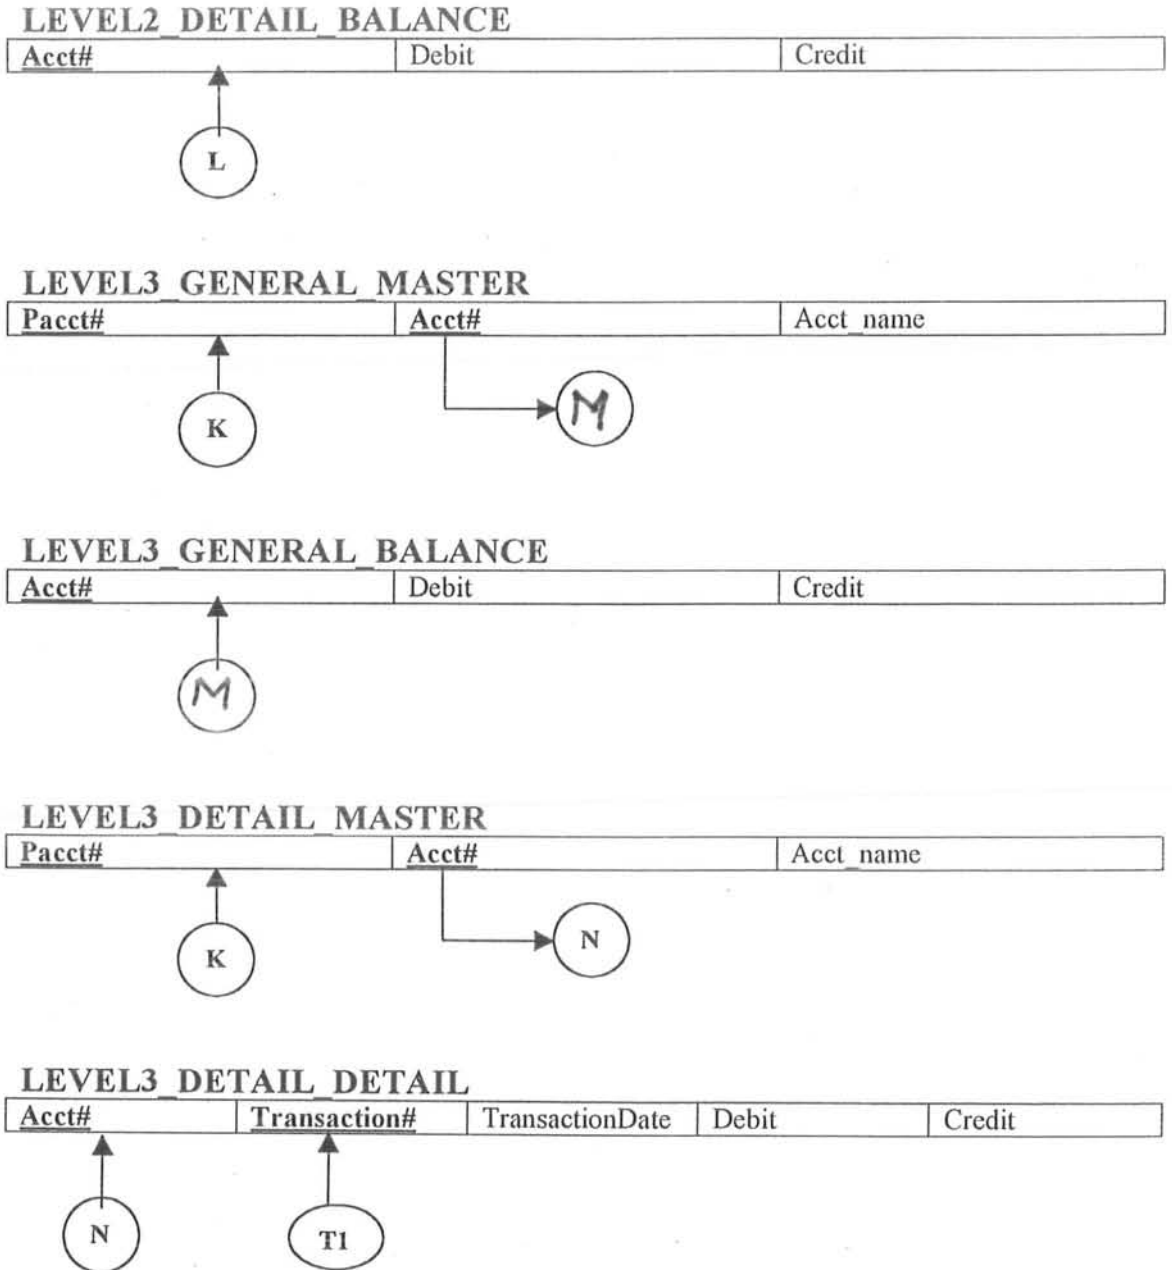 LEVEL2_DETAIL_BALANCE
Acct# Debit Credit
L
LEVEL3_GENERAL_MASTER
Pacct# Acct# Acct_name
M
K
LEVEL3_GENERAL_BALANCE
Acct# Debit Credit
M
LEVEL3_DETAIL_MASTER
Pacct# Acct# Acct_name
N
K
LEVEL3_DETAIL_DETAIL
Acct# Transaction# TransactionDate Debit Credit
N T1